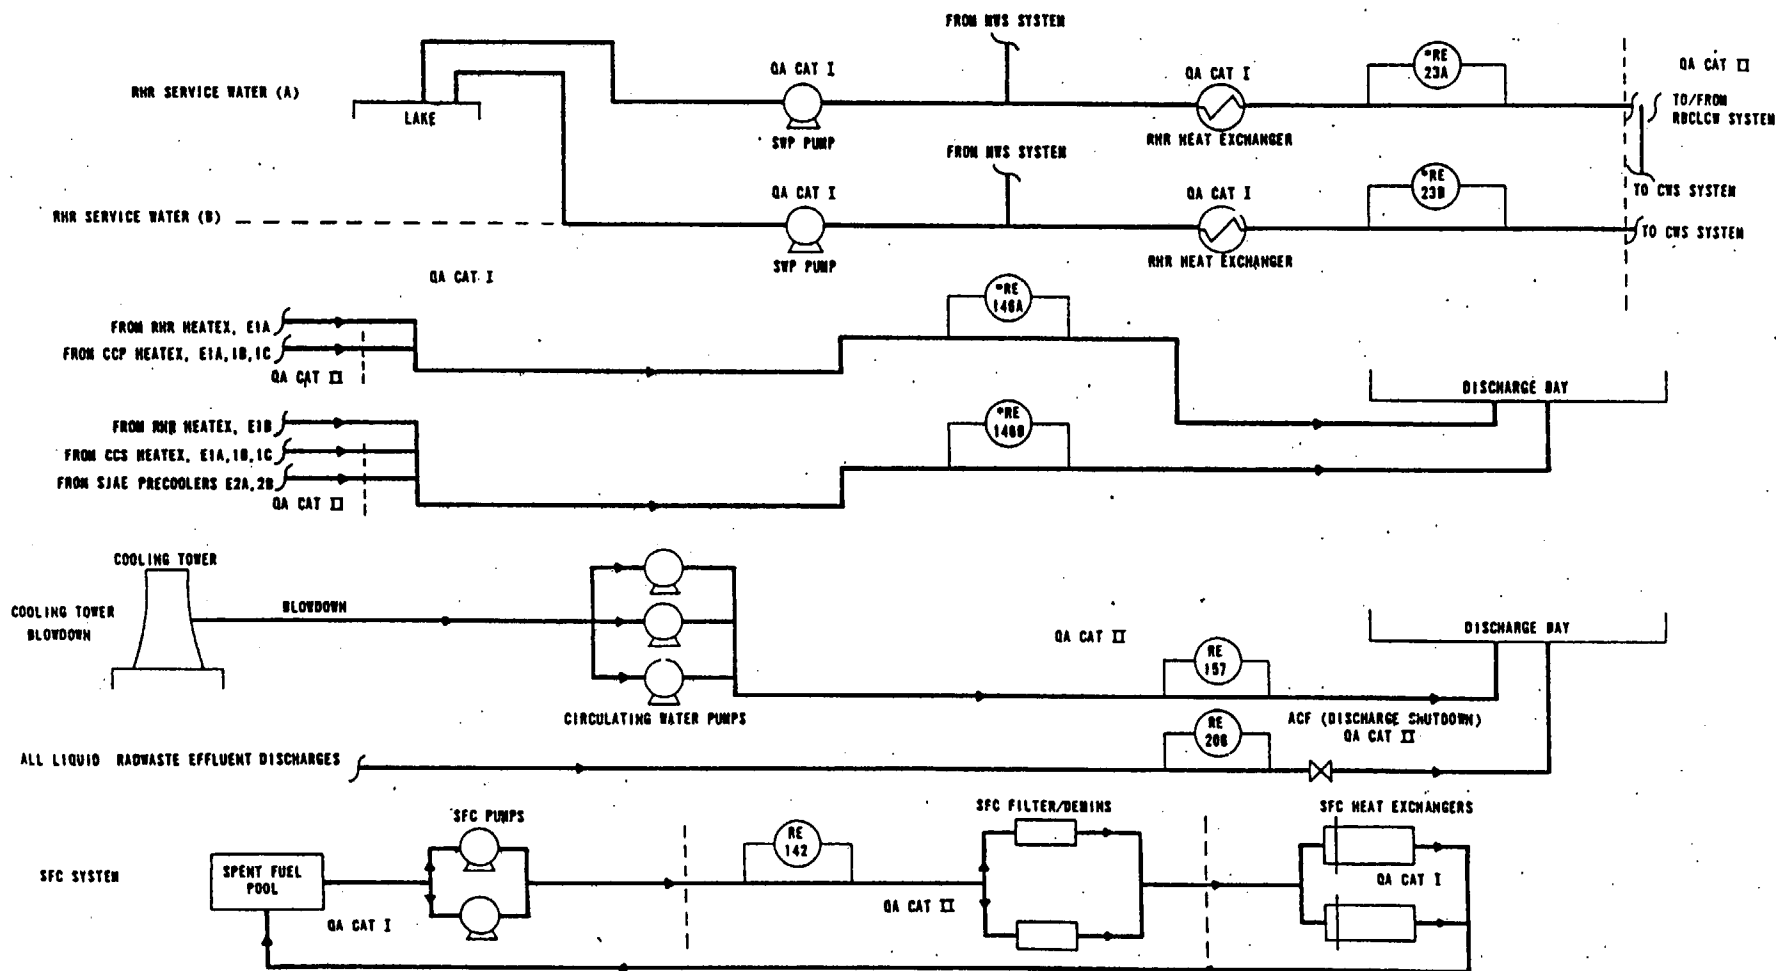 FROM NWS SYSTEM
QA CAT I
QA CAT I
*RE
23A
QA CAT II
RHR SERVICE WATER (A)
LAKE
SWP PUMP
RHR HEAT EXCHANGER
TO/FROM
RBCLCW SYSTEM
FROM NWS SYSTEM
QA CAT I
QA CAT I
*RE
23B
TO CWS SYSTEM
RHR SERVICE WATER (B)
TO CWS SYSTEM
SWP PUMP
RHR HEAT EXCHANGER
QA CAT I
*RE
146A
FROM RHR HEATEX, E1A
FROM CCP HEATEX, E1A,1B,1C
QA CAT II
DISCHARGE BAY
*RE
146B
FROM RHR HEATEX, E1B
FROM CCS HEATEX, E1A,1B,1C
FROM SJAE PRECOOLERS E2A,2B
QA CAT II
COOLING TOWER
COOLING TOWER
BLOWDOWN
BLOWDOWN
QA CAT II
DISCHARGE BAY
RE
157
CIRCULATING WATER PUMPS
ACF (DISCHARGE SHUTDOWN)
QA CAT II
RE
206
ALL LIQUID RADWASTE EFFLUENT DISCHARGES
SFC PUMPS
SFC FILTER/DEMINS
SFC HEAT EXCHANGERS
RE
142
SFC SYSTEM
SPENT FUEL
POOL
QA CAT I
QA CAT II
QA CAT I